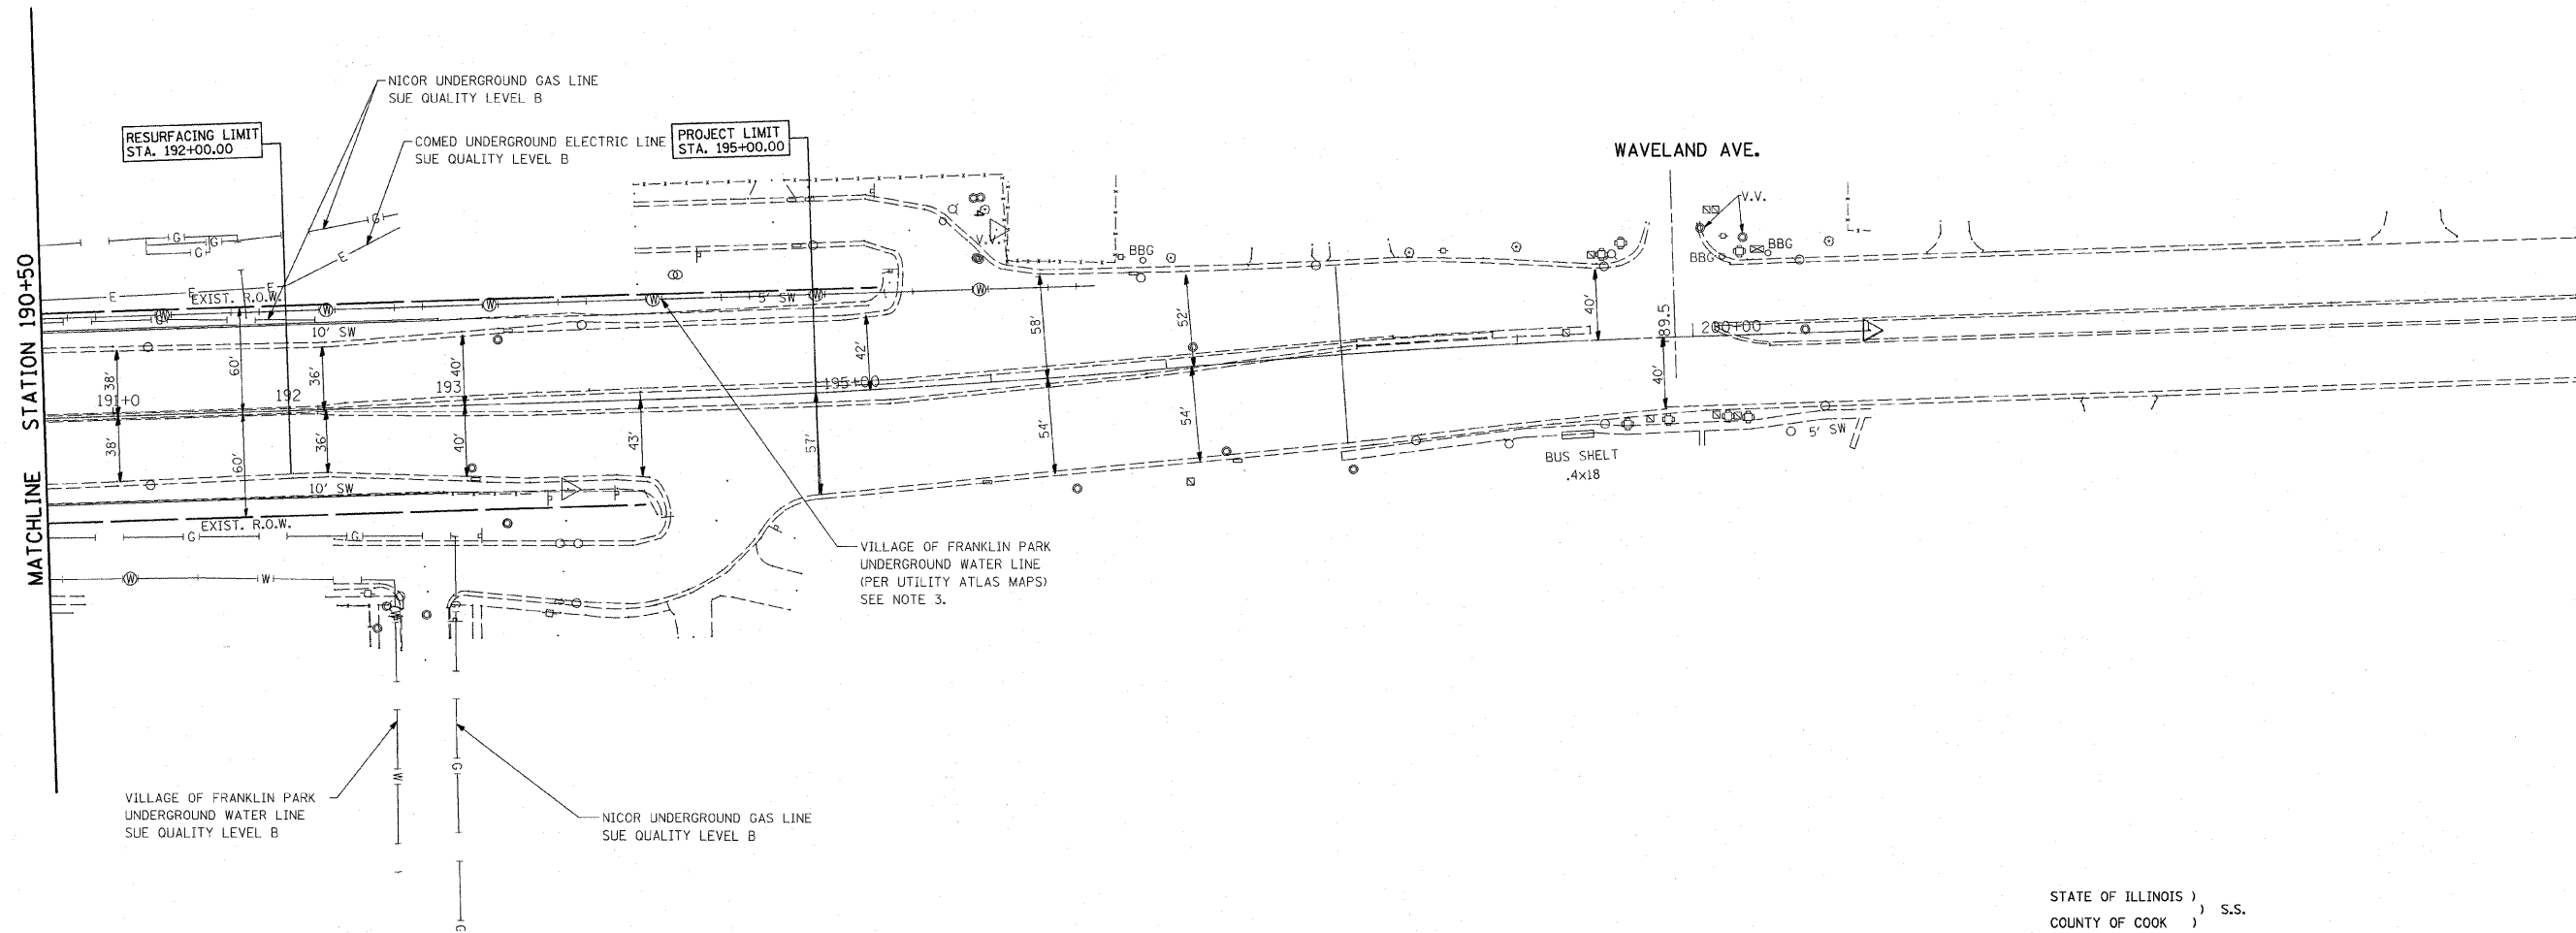 NICOR UNDERGROUND GAS LINE
SUE QUALITY LEVEL B
RESURFACING LIMIT
STA. 192+00.00
COMED UNDERGROUND ELECTRIC LINE
SUE QUALITY LEVEL B
PROJECT LIMIT
STA. 195+00.00
WAVELAND AVE.
V.V.
V.V.
BBG
BBG
BBG
G
G
G
G
E
E
E
E
EXIST. R.O.W.
W
W
W
W
W
W
5' SW
10' SW
MATCHLINE STATION 190+50
38'
60'
36'
40'
42'
58'
52'
40'
89.5
191+0
192
193
195+00
200+00
38'
60'
36'
40'
43'
57'
54'
54'
40'
10' SW
EXIST. R.O.W.
G
G
BUS SHELT
.4x18
5' SW
W
W
VILLAGE OF FRANKLIN PARK
UNDERGROUND WATER LINE
(PER UTILITY ATLAS MAPS)
SEE NOTE 3.
W
G
VILLAGE OF FRANKLIN PARK
UNDERGROUND WATER LINE
SUE QUALITY LEVEL B
NICOR UNDERGROUND GAS LINE
SUE QUALITY LEVEL B
G
STATE OF ILLINOIS )
) S.S.
COUNTY OF COOK )